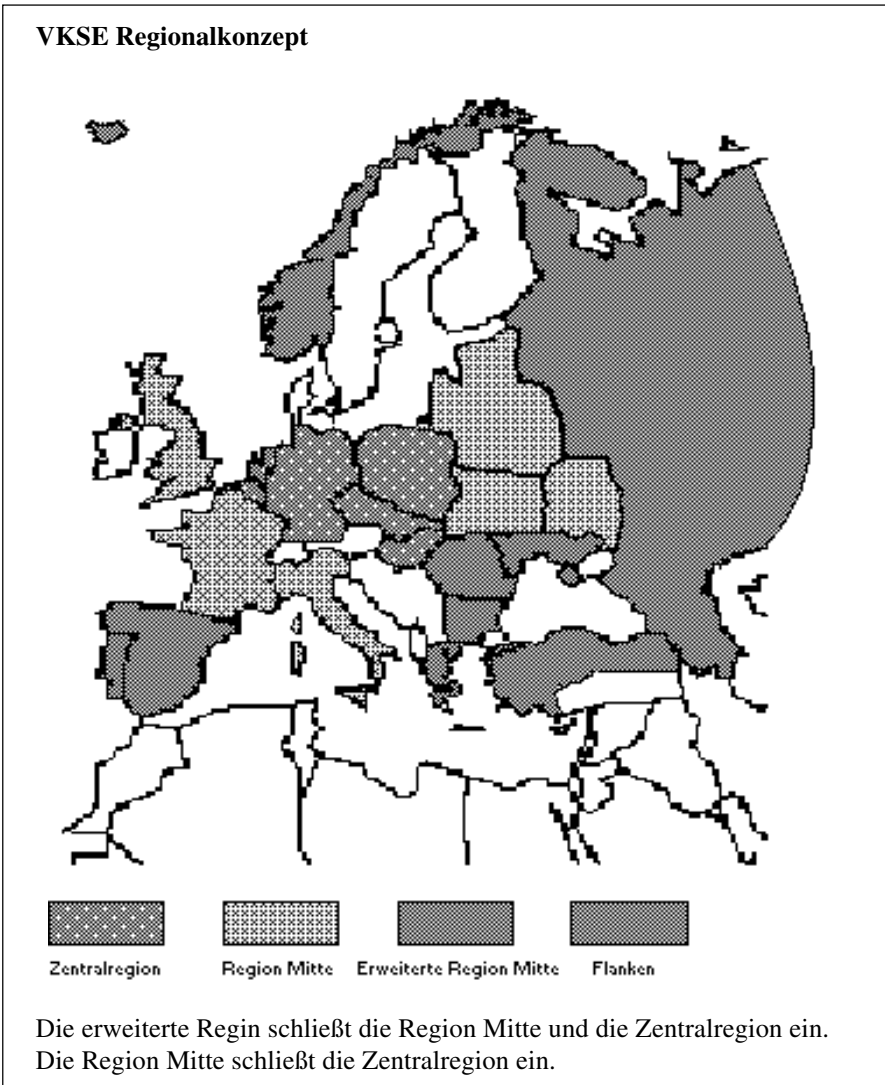 VKSE Regionalkonzept
Zentralregion
Region Mitte
Erweiterte Region Mitte
Flanken
Die erweiterte Regin schließt die Region Mitte und die Zentralregion ein.
Die Region Mitte schließt die Zentralregion ein.